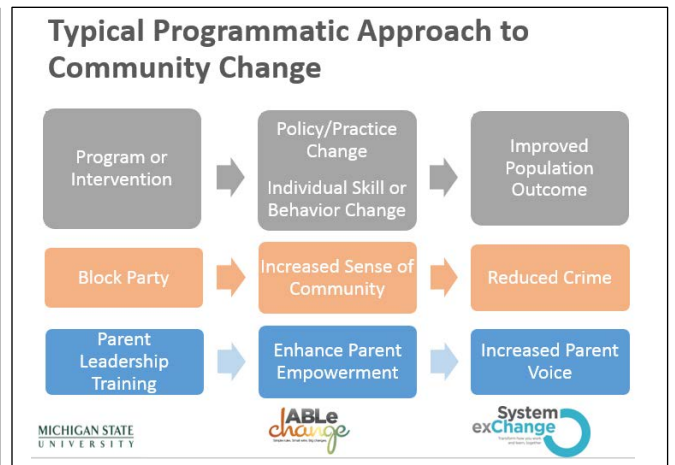 Typical Programmatic Approach to
Community Change
Program or
Intervention
Policy/Practice
Change
Individual Skill or
Behavior Change
Improved
Population
Outcome
Block Party
Increased Sense of
Community
Reduced Crime
Parent
Leadership
Training
Enhance Parent
Empowerment
Increased Parent
Voice
MICHIGAN STATE
UNIVERSITY
ABLe
change
System
exChange